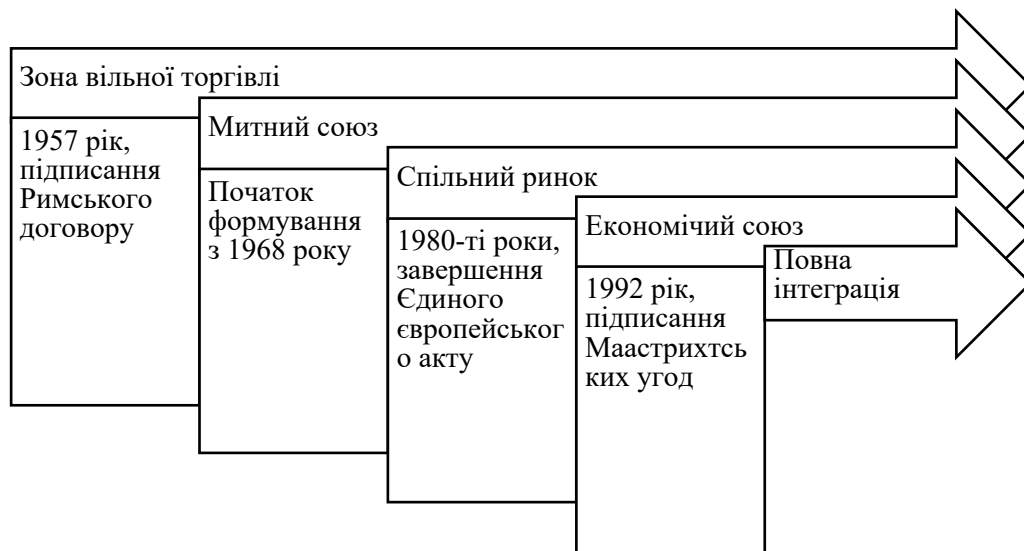 Зона вільної торгівлі
1957 рік,
підписання
Римського
договору
Митний союз
Початок
формування
з 1968 року
Спільний ринок
1980-ті роки,
завершення
Єдиного
європейськог
о акту
Економічий союз
1992 рік,
підписання
Маастрихтсь
ких угод
Повна
інтеграція